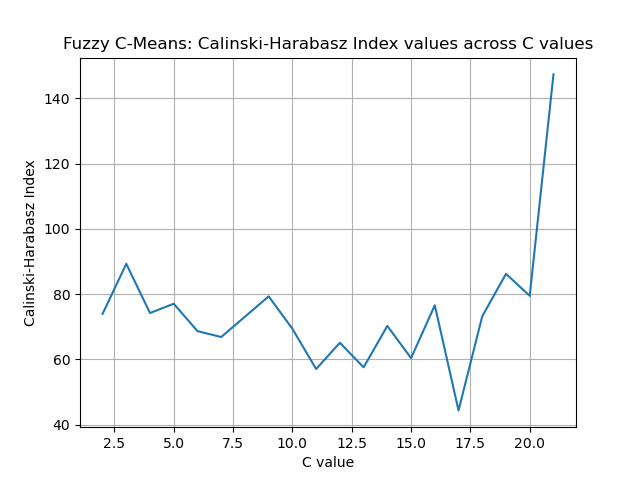 Fuzzy C-Means: Calinski-Harabasz Index values across C values
Calinski-Harabasz Index
140
120
100
80
60
40
2.5 5.0 7.5 10.0 12.5 15.0 17.5 20.0
C value